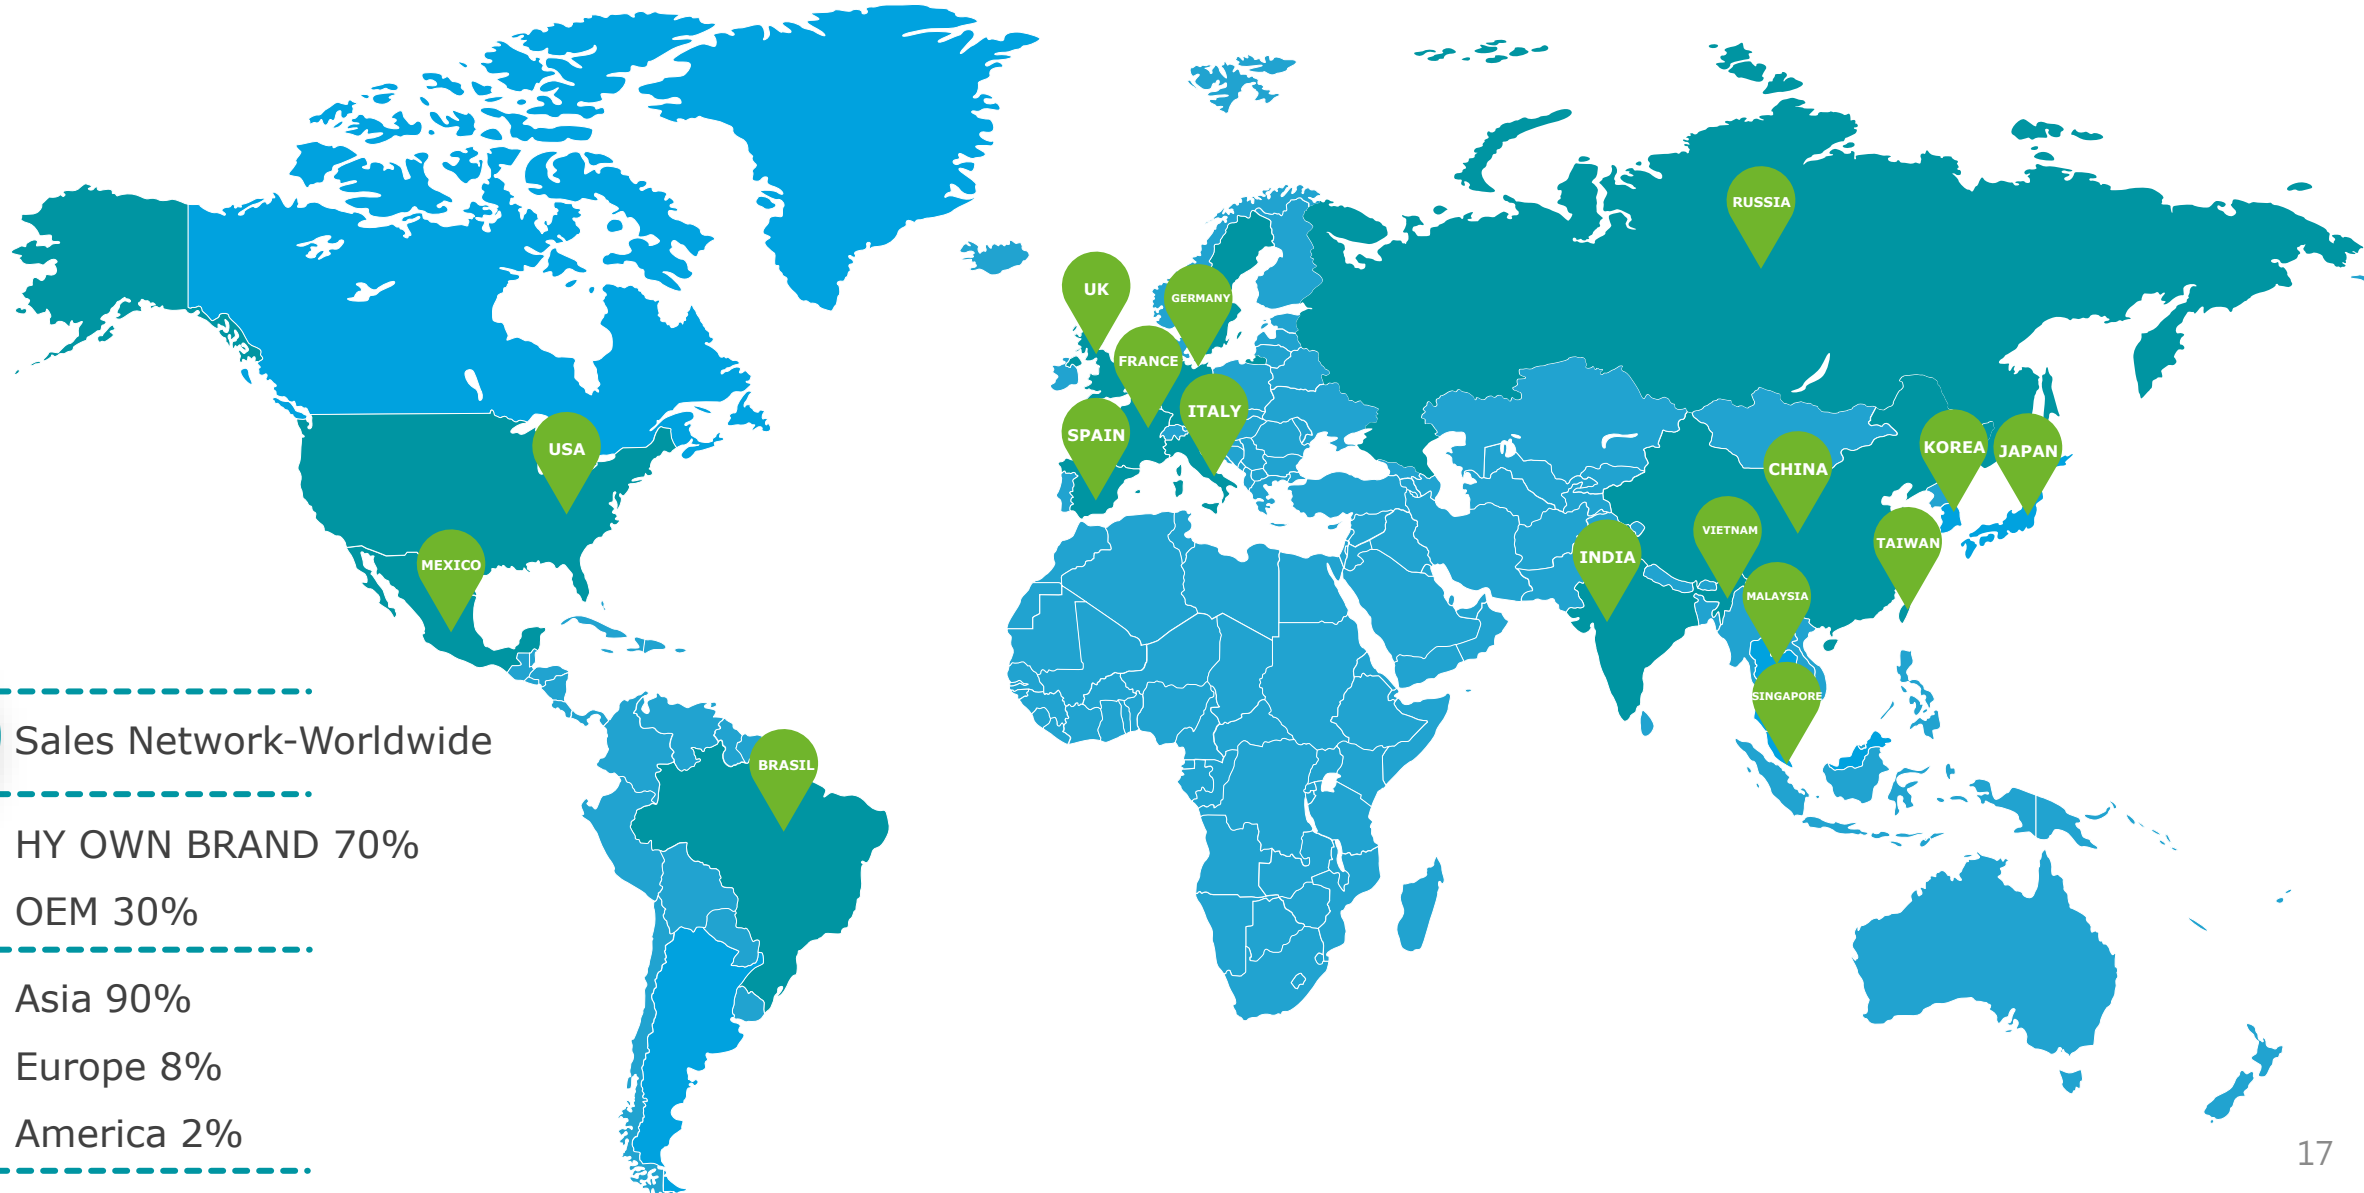 RUSSIA
UK
GERMANY
FRANCE
ITALY
SPAIN
USA
KOREA
JAPAN
CHINA
VIETNAM
TAIWAN
INDIA
MEXICO
MALAYSIA
SINGAPORE
BRASIL
Sales Network-Worldwide
HY OWN BRAND 70%
OEM 30%
Asia 90%
Europe 8%
America 2%
17